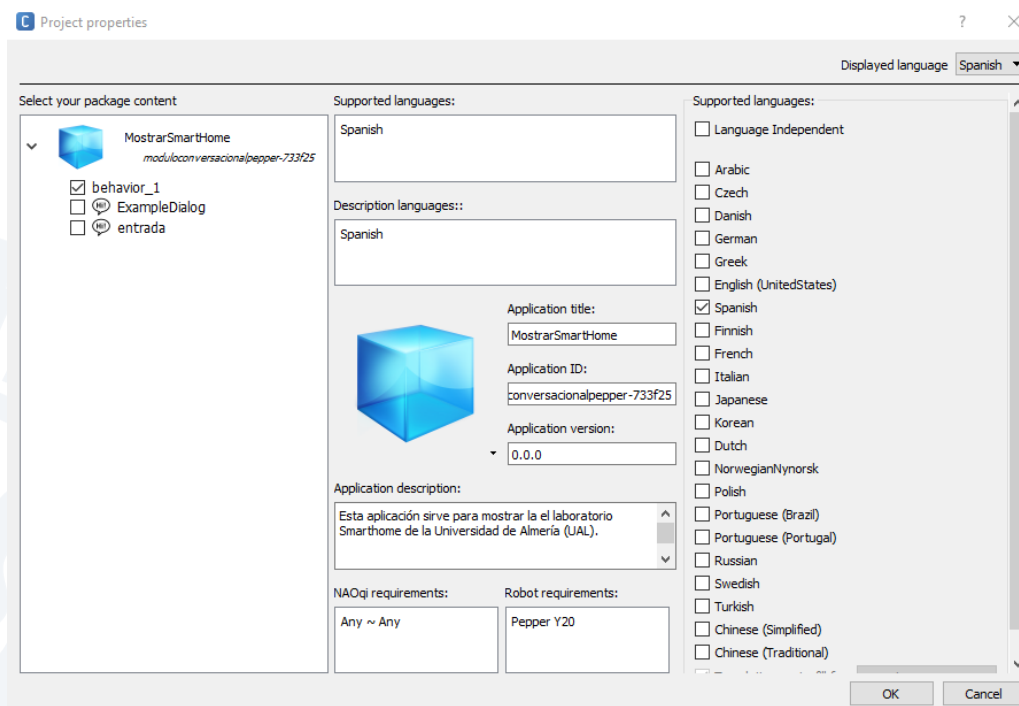 C Project properties
Displayed language Spanish
Select your package content
MostrarSmartHome
moduloconversacionalpepper-733f25
behavior_1
Hi! ExampleDialog
Hi! entrada
Supported languages:
Spanish
Description languages::
Spanish
Application title:
MostrarSmartHome
Application ID:
conversacionalpepper-733f25
Application version:
0.0.0
Application description:
Esta aplicación sirve para mostrar la el laboratorio
Smarthome de la Universidad de Almería (UAL).
NAOqi requirements:
Any ~ Any
Robot requirements:
Pepper Y20
Supported languages:
Language Independent
Arabic
Czech
Danish
German
Greek
English (UnitedStates)
Spanish
Finnish
French
Italian
Japanese
Korean
Dutch
NorwegianNynorsk
Polish
Portuguese (Brazil)
Portuguese (Portugal)
Russian
Swedish
Turkish
Chinese (Simplified)
Chinese (Traditional)
OK
Cancel